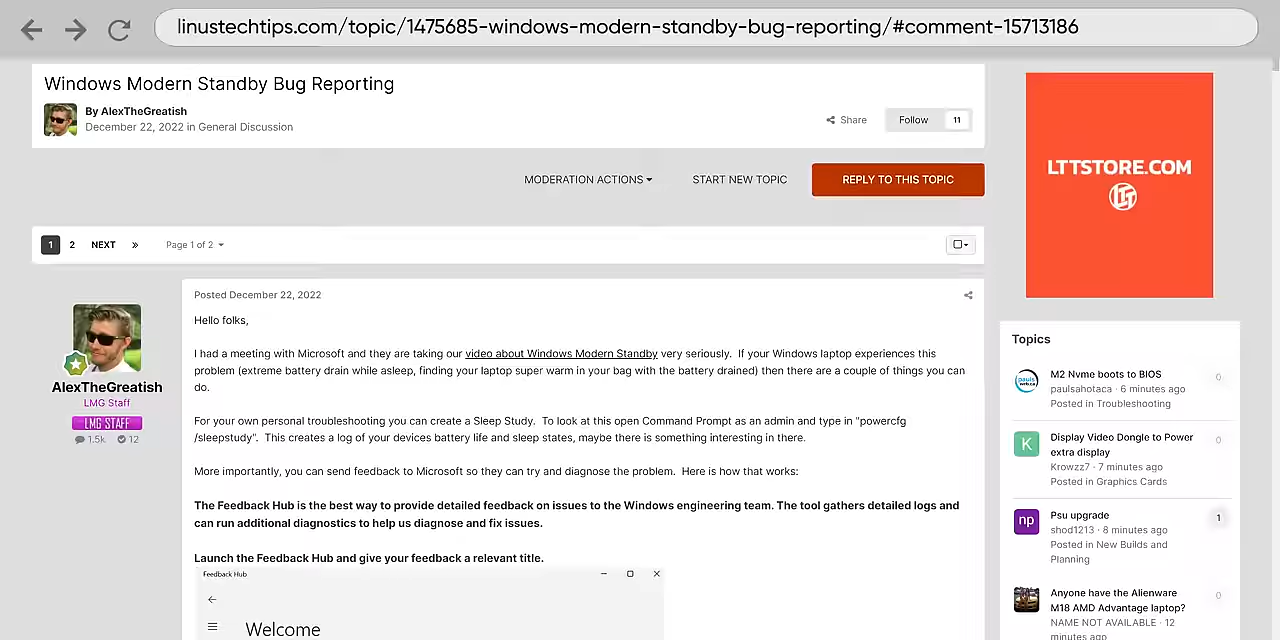 linustechtips.com/topic/1475685-windows-modern-standby-bug-reporting/#comment-15713186
Windows Modern Standby Bug Reporting
By AlexTheGreatish
December 22, 2022 in General Discussion
Share
Follow 11
MODERATION ACTIONS
START NEW TOPIC
REPLY TO THIS TOPIC
1 2 NEXT » Page 1 of 2
AlexTheGreatish
LMG Staff
LMG STAFF
1.5k 12
Posted December 22, 2022
Hello folks,
I had a meeting with Microsoft and they are taking our video about Windows Modern Standby very seriously. If your Windows laptop experiences this
problem (extreme battery drain while asleep, finding your laptop super warm in your bag with the battery drained) then there are a couple of things you can
do.
For your own personal troubleshooting you can create a Sleep Study. To look at this open Command Prompt as an admin and type in "powercfg
/sleepstudy". This creates a log of your devices battery life and sleep states, maybe there is something interesting in there.
More importantly, you can send feedback to Microsoft so they can try and diagnose the problem. Here is how that works:
The Feedback Hub is the best way to provide detailed feedback on issues to the Windows engineering team. The tool gathers detailed logs and
can run additional diagnostics to help us diagnose and fix issues.
Launch the Feedback Hub and give your feedback a relevant title.
Feedback Hub
Welcome
LTTSTORE.COM
LTT
Topics
M2 Nvme boots to BIOS
0
paulsahotaca · 6 minutes ago
Posted in Troubleshooting
K
Display Video Dongle to Power
extra display
0
Krowzz7 · 7 minutes ago
Posted in Graphics Cards
np
Psu upgrade
1
shod1213 · 8 minutes ago
Posted in New Builds and
Planning
Anyone have the Alienware
M18 AMD Advantage laptop?
0
NAME NOT AVAILABLE · 12
minutes ago